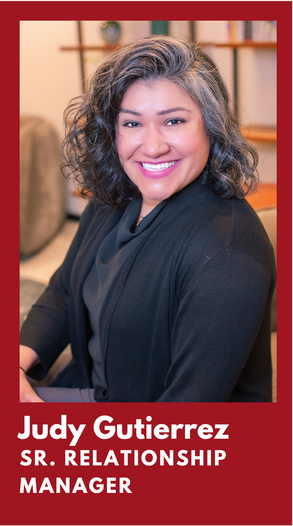 Judy Gutierrez
SR. RELATIONSHIP
MANAGER